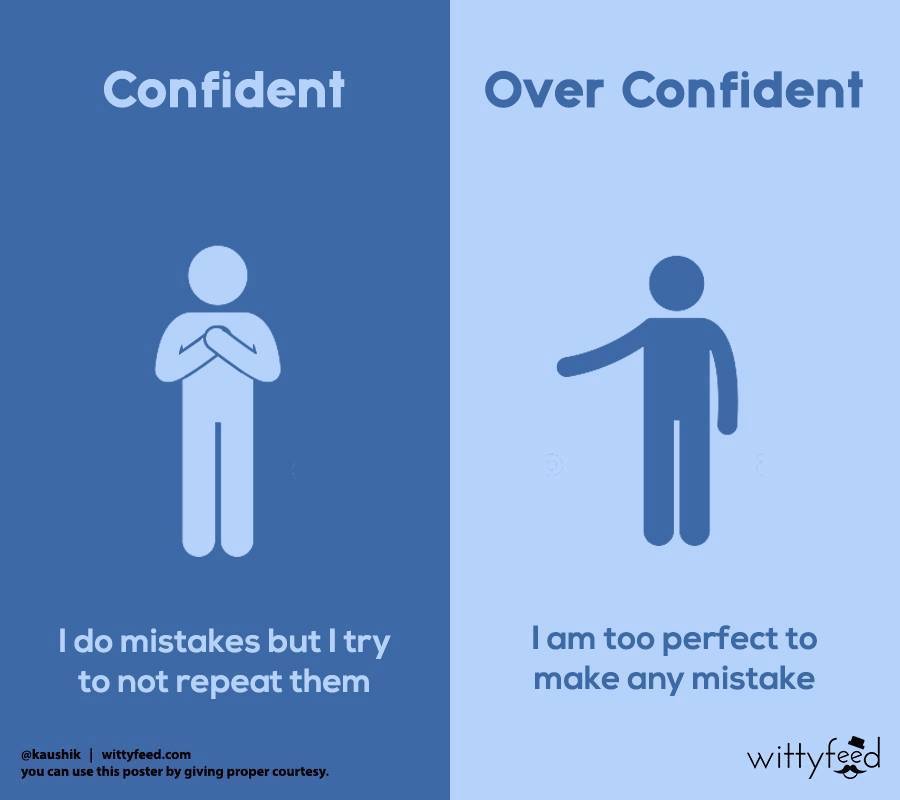 Confident
Over Confident
I do mistakes but I try
to not repeat them
I am too perfect to
make any mistake
@kaushik | wittyfeed.com
you can use this poster by giving proper courtesy.
wittyfeed